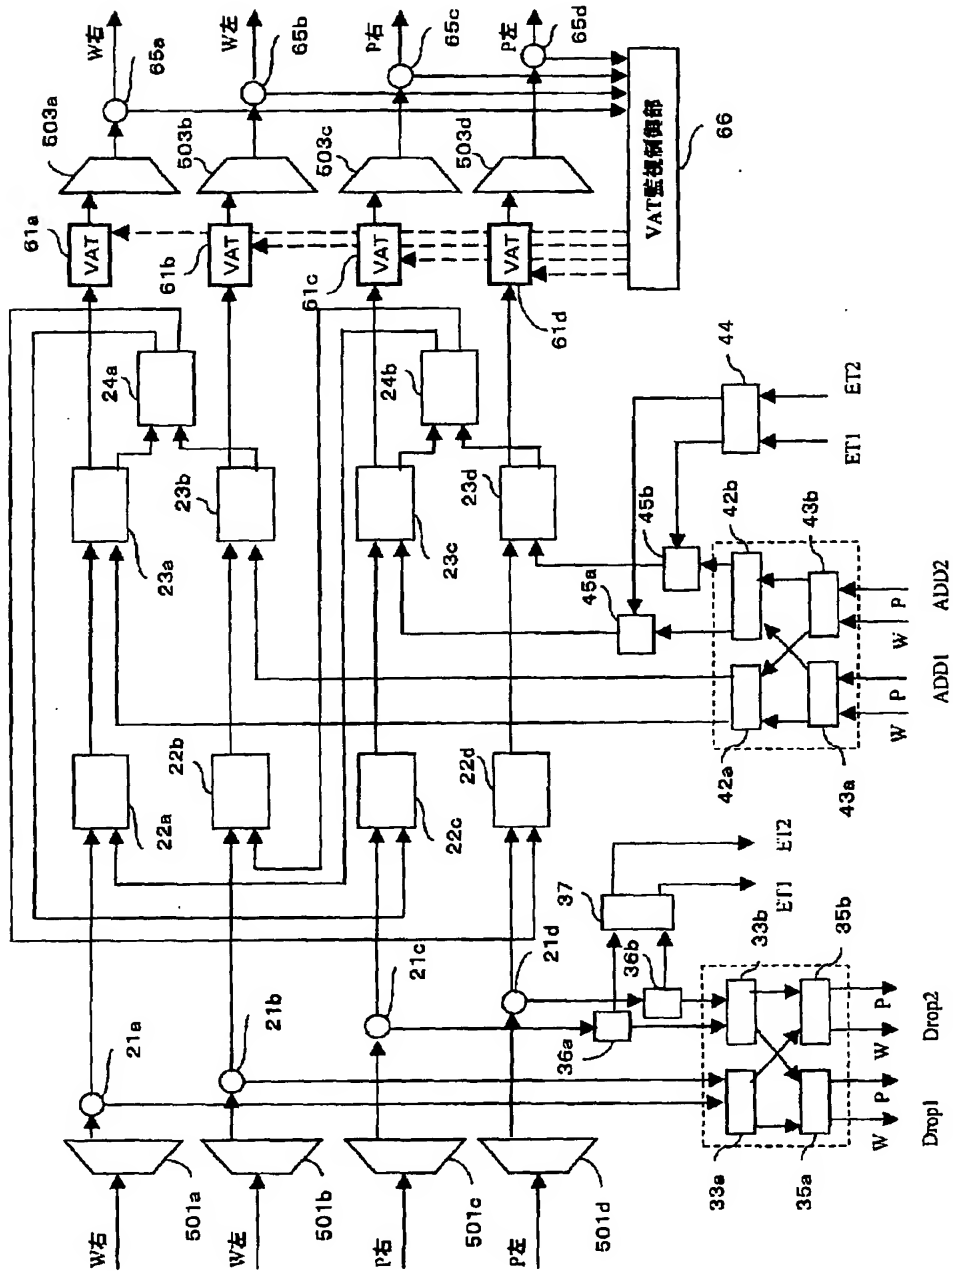 W右
W左
P右
P左
65a
65b
65c
65d
503a
503b
503c
503d
VAT監視制御部
66
61a
VAT
61b
VAT
61c
VAT
VAT
61d
24a
24b
44
ET1
ET2
23a
23b
23c
23d
45a
45b
42b
43b
W
P
ADD1
W
P
ADD2
42a
43a
22a
22b
22c
22d
37
ET1
ET2
21a
21b
21c
21d
36a
36b
33b
35b
W
P
Drop1
W
P
Drop2
33a
35a
501a
501b
501c
501d
W右
W左
P右
P左